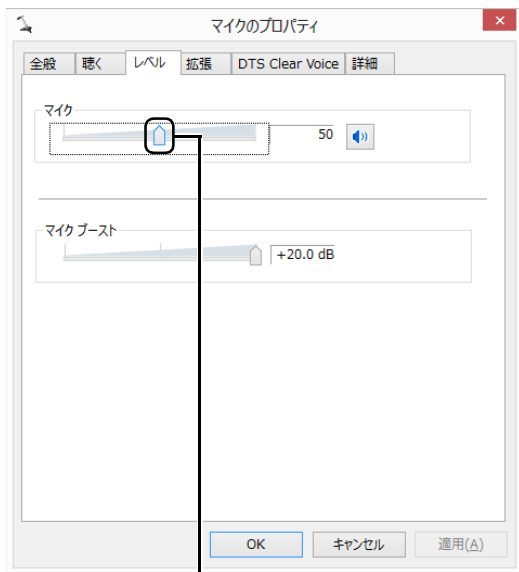 マイクのプロパティ
全般 聴く レベル 拡張 DTS Clear Voice 詳細
マイク
50
マイク ブースト
+20.0 dB
OK キャンセル 適用(A)